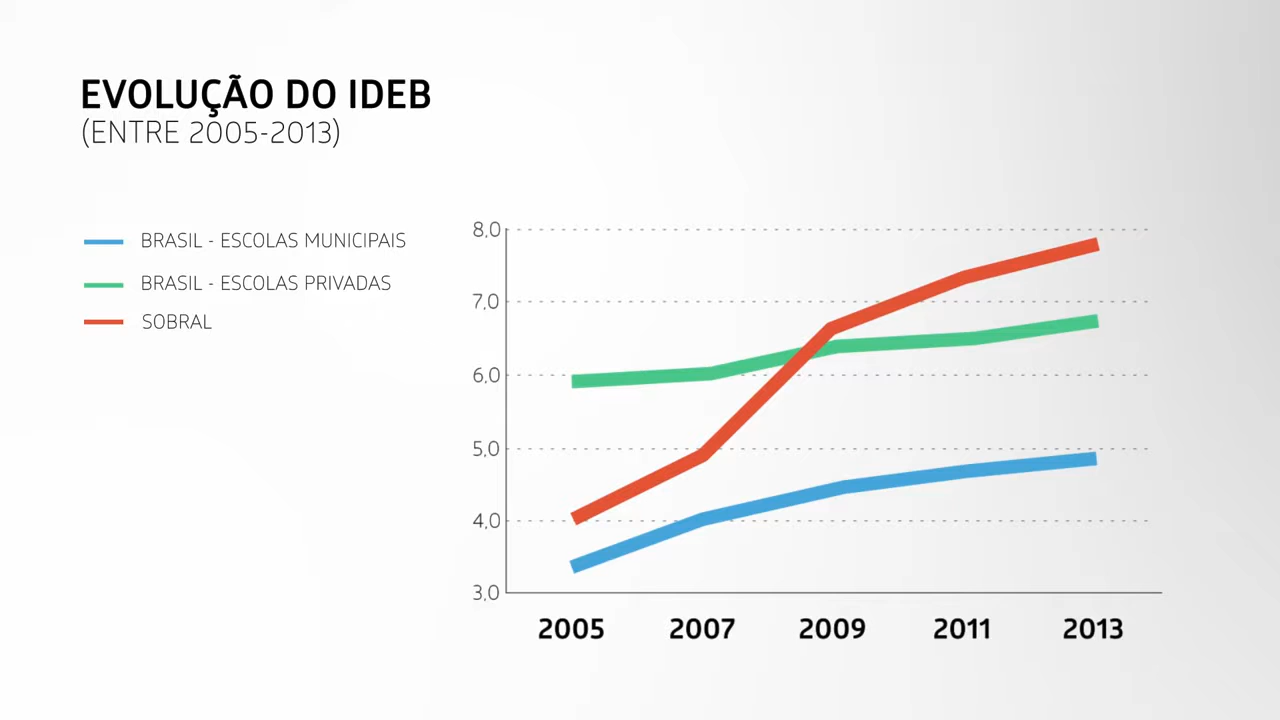 EVOLUÇÃO DO IDEB
(ENTRE 2005-2013)
BRASIL - ESCOLAS MUNICIPAIS
BRASIL - ESCOLAS PRIVADAS
SOBRAL
8,0
7,0
6,0
5,0
4,0
3,0
2005 2007 2009 2011 2013